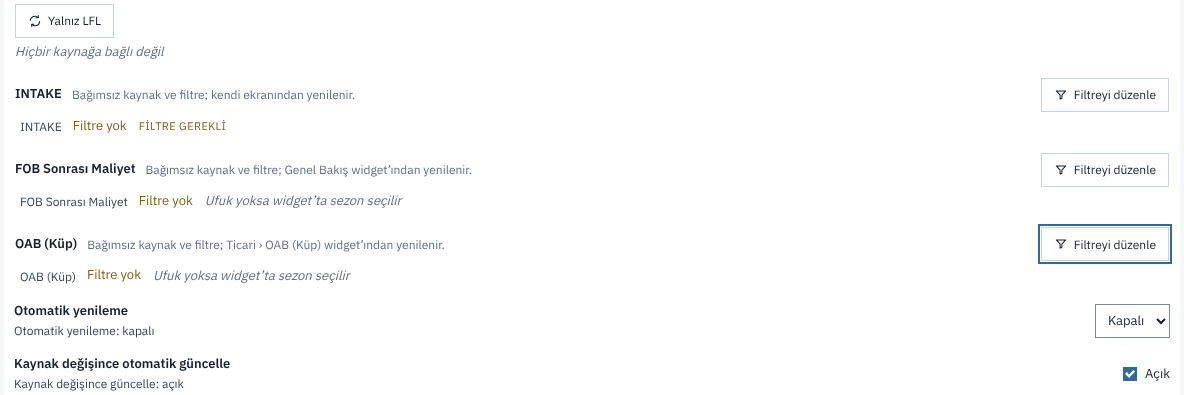 Yalnız LFL
Hiçbir kaynağa bağlı değil
INTAKE Bağımsız kaynak ve filtre; kendi ekranından yenilenir. Filtreyi düzenle
INTAKE Filtre yok FİLTRE GEREKLİ
FOB Sonrası Maliyet Bağımsız kaynak ve filtre; Genel Bakış widget'ından yenilenir. Filtreyi düzenle
FOB Sonrası Maliyet Filtre yok Ufuk yoksa widget'ta sezon seçilir
OAB (Küp) Bağımsız kaynak ve filtre; Ticari › OAB (Küp) widget'ından yenilenir. Filtreyi düzenle
OAB (Küp) Filtre yok Ufuk yoksa widget'ta sezon seçilir
Otomatik yenileme
Otomatik yenileme: kapalı Kapalı
Kaynak değişince otomatik güncelle
Kaynak değişince güncelle: açık Açık